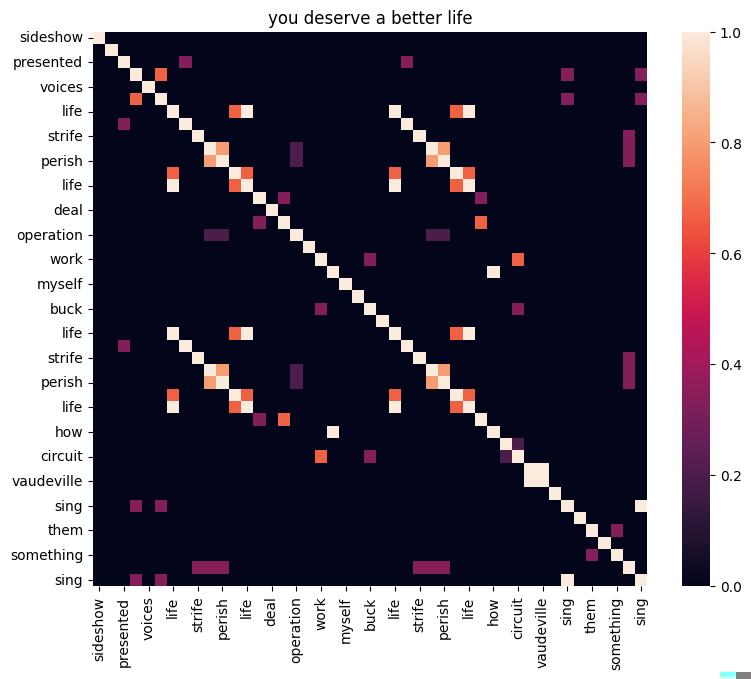 you deserve a better life
sideshow
presented
voices
life
strife
perish
life
deal
operation
work
myself
buck
life
strife
perish
life
how
circuit
vaudeville
sing
them
something
sing
1.0
0.8
0.6
0.4
0.2
0.0
sideshow
presented
voices
life
strife
perish
life
deal
operation
work
myself
buck
life
strife
perish
life
how
circuit
vaudeville
sing
them
something
sing